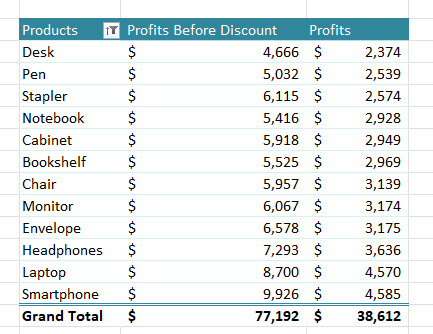 Products Profits Before Discount Profits
Desk $ 4,666 $ 2,374
Pen $ 5,032 $ 2,539
Stapler $ 6,115 $ 2,574
Notebook $ 5,416 $ 2,928
Cabinet $ 5,918 $ 2,949
Bookshelf $ 5,525 $ 2,969
Chair $ 5,957 $ 3,139
Monitor $ 6,067 $ 3,174
Envelope $ 6,578 $ 3,175
Headphones $ 7,293 $ 3,636
Laptop $ 8,700 $ 4,570
Smartphone $ 9,926 $ 4,585
Grand Total $ 77,192 $ 38,612